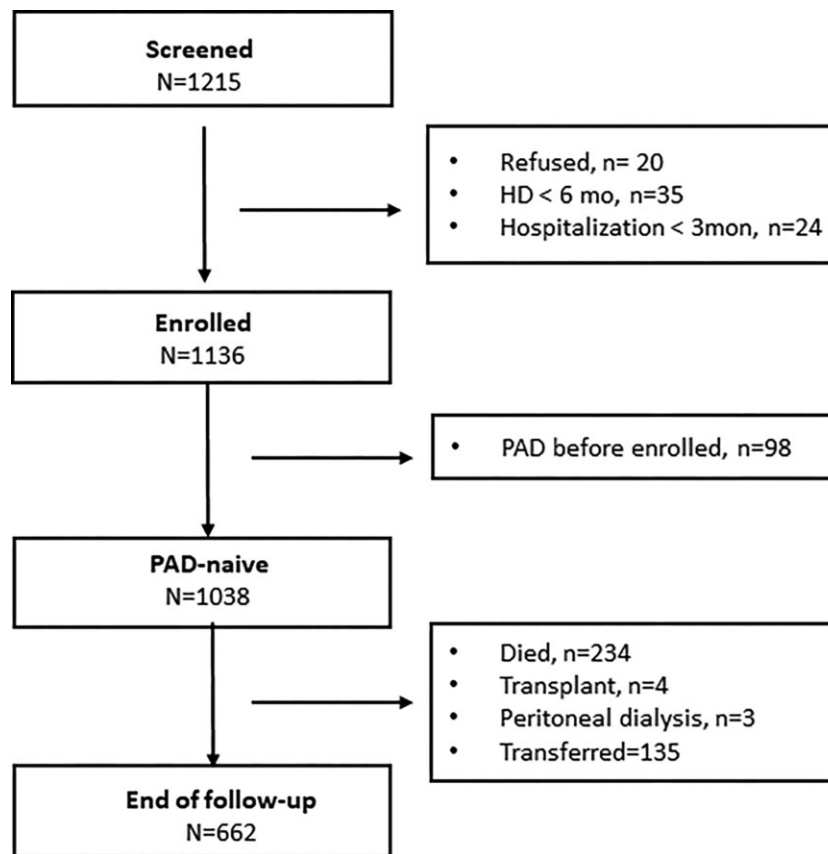 Screened
N=1215
• Refused, n= 20
• HD < 6 mo, n=35
• Hospitalization < 3mon, n=24
Enrolled
N=1136
• PAD before enrolled, n=98
PAD-naive
N=1038
• Died, n=234
• Transplant, n=4
• Peritoneal dialysis, n=3
• Transferred=135
End of follow-up
N=662